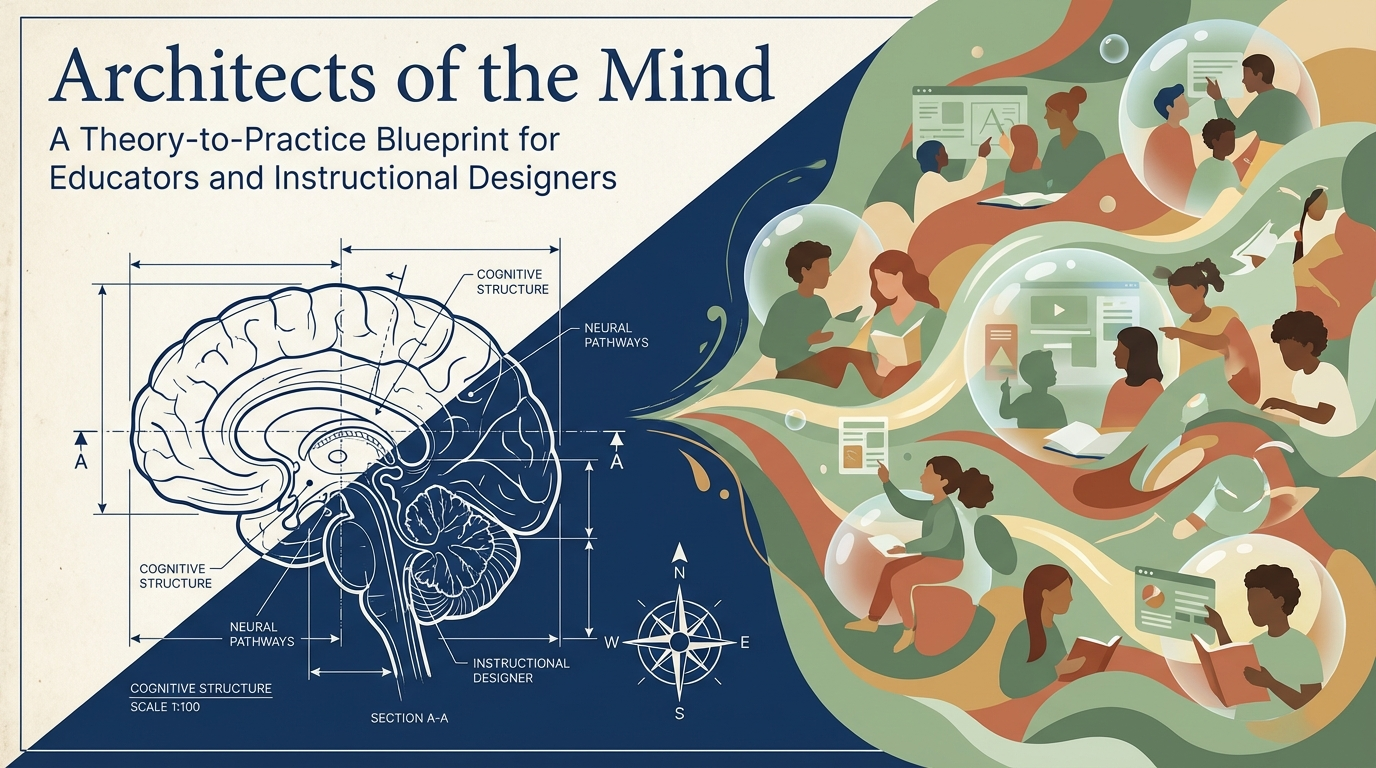 Architects of the Mind
A Theory-to-Practice Blueprint for
Educators and Instructional Designers
COGNITIVE
STRUCTURE
NEURAL
PATHWAYS
A
A
COGNITIVE
STRUCTURE
NEURAL
PATHWAYS
INSTRUCTIONAL
DESIGNER
COGNITIVE STRUCTURE
SCALE 1:100
SECTION A-A
N
W
E
S